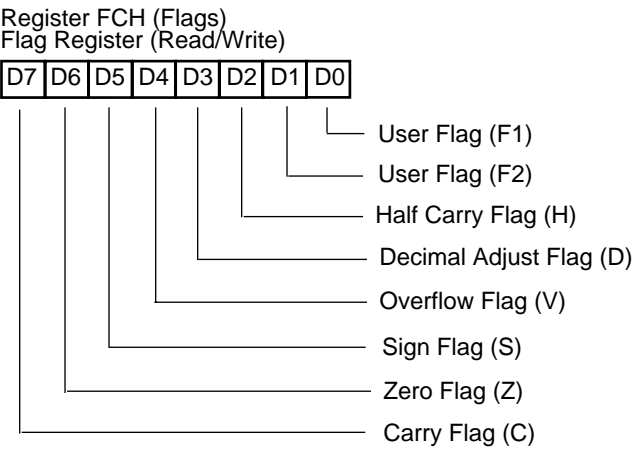 Register FCH (Flags)
Flag Register (Read/Write)
D7 D6 D5 D4 D3 D2 D1 D0
User Flag (F1)
User Flag (F2)
Half Carry Flag (H)
Decimal Adjust Flag (D)
Overflow Flag (V)
Sign Flag (S)
Zero Flag (Z)
Carry Flag (C)